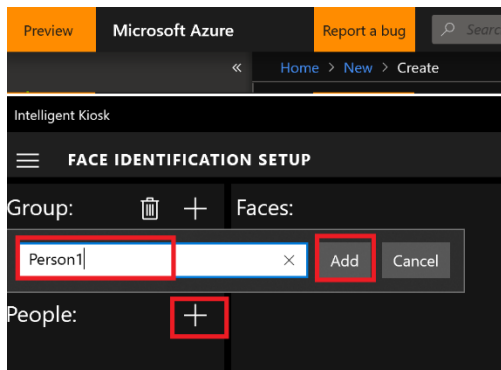 Preview Microsoft Azure Report a bug Searc
« Home > New > Create
Intelligent Kiosk
FACE IDENTIFICATION SETUP
Group: Faces:
Person1 Add Cancel
People: